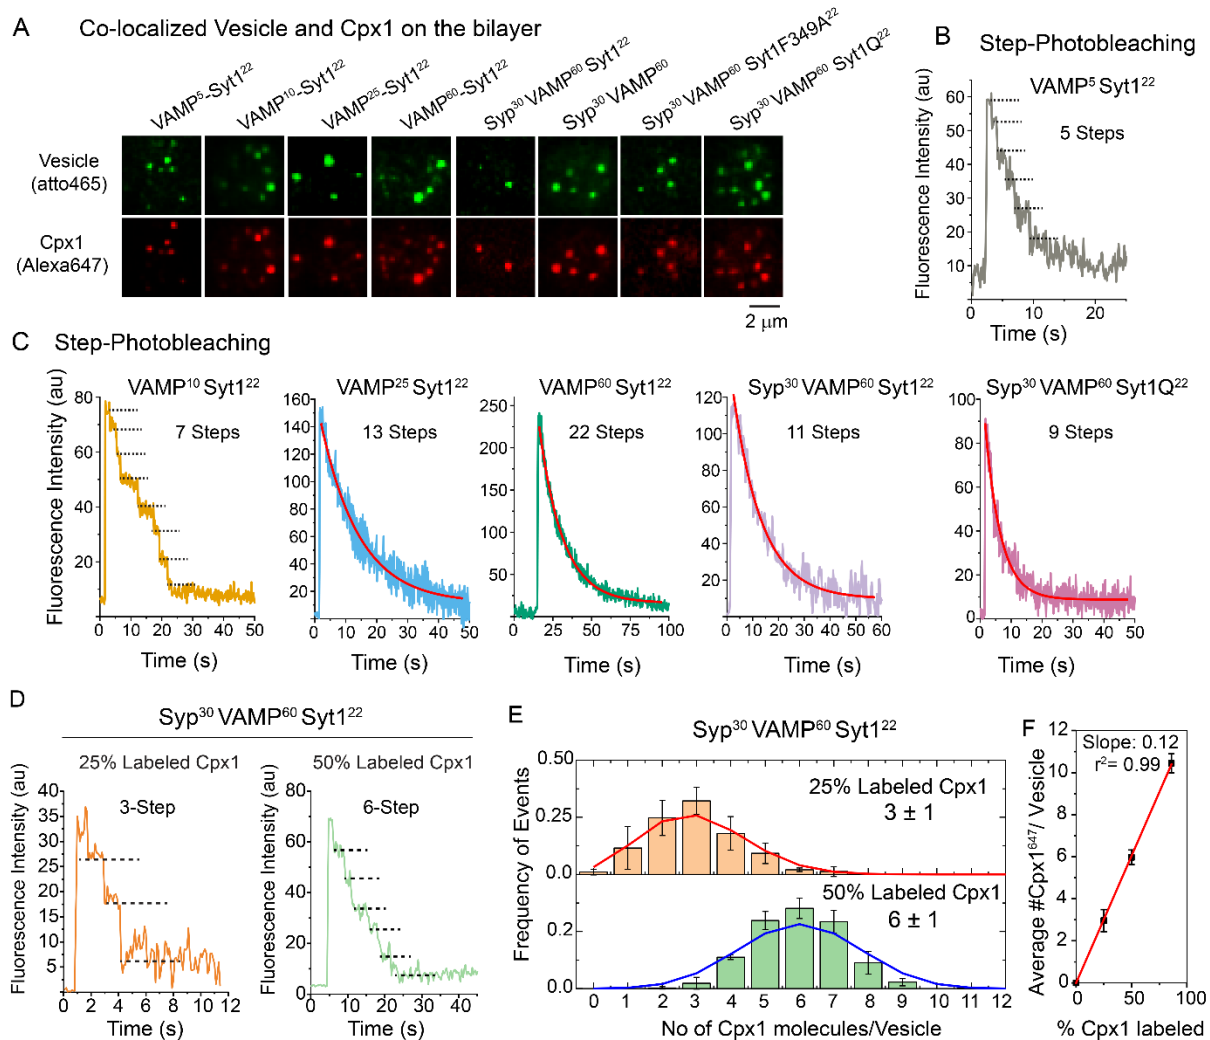 A Co-localized Vesicle and Cpx1 on the bilayer
VAMP⁵-Syt1²²
VAMP¹⁰-Syt1²²
VAMP²⁵-Syt1²²
VAMP⁶⁰-Syt1²²
Syp³⁰ VAMP⁶⁰ Syt1²²
Syp³⁰ VAMP⁶⁰
Syp³⁰ VAMP⁶⁰ Syt1F349A²²
Syp³⁰ VAMP⁶⁰ Syt1Q²²
Vesicle
(atto465)
Cpx1
(Alexa647)
2 μm
B Step-Photobleaching
VAMP⁵ Syt1²²
5 Steps
Fluorescence Intensity (au)
70
60
50
40
30
20
10
0 10 20
Time (s)
C Step-Photobleaching
VAMP¹⁰ Syt1²²
7 Steps
Fluorescence Intensity (au)
80
60
40
20
0 10 20 30 40 50
Time (s)
VAMP²⁵ Syt1²²
13 Steps
160
140
120
100
80
60
40
20
0 10 20 30 40 50
Time (s)
VAMP⁶⁰ Syt1²²
22 Steps
250
200
150
100
50
0
0 25 50 75 100
Time (s)
Syp³⁰ VAMP⁶⁰ Syt1²²
11 Steps
120
100
80
60
40
20
0 10 20 30 40 50 60
Time (s)
Syp³⁰ VAMP⁶⁰ Syt1Q²²
9 Steps
100
80
60
40
20
0
0 10 20 30 40 50
Time (s)
D
Syp³⁰ VAMP⁶⁰ Syt1²²
25% Labeled Cpx1
3-Step
Fluorescence Intensity (au)
40
35
30
25
20
15
10
5
0
0 2 4 6 8 10 12
Time (s)
50% Labeled Cpx1
6-Step
Fluorescence Intensity (au)
80
60
40
20
0
0 10 20 30 40
Time (s)
E
Syp³⁰ VAMP⁶⁰ Syt1²²
Frequency of Events
0.50
0.25
0.0
25% Labeled Cpx1
3 ± 1
0.2
0.0
50% Labeled Cpx1
6 ± 1
0 1 2 3 4 5 6 7 8 9 10 11 12
No of Cpx1 molecules/Vesicle
F
Average #Cpx1⁶⁴⁷/ Vesicle
12
10
8
6
4
2
0
Slope: 0.12
r²= 0.99
0 50 100
% Cpx1 labeled